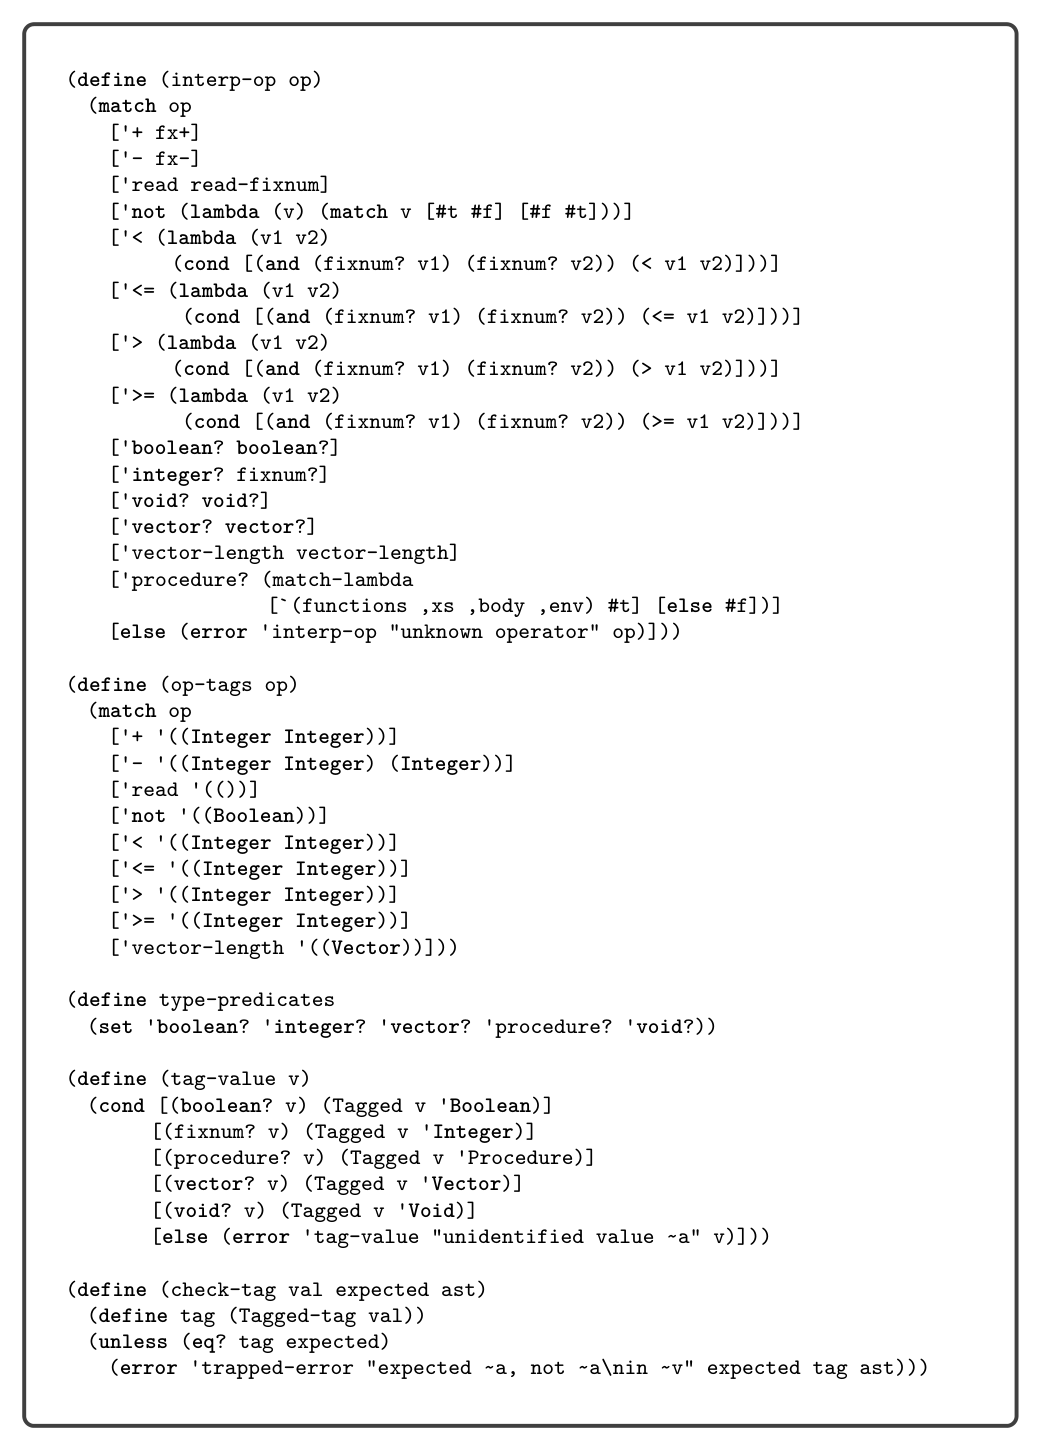 (define (interp-op op)
  (match op
    ['+ fx+]
    ['- fx-]
    ['read read-fixnum]
    ['not (lambda (v) (match v [#t #f] [#f #t]))]
    ['< (lambda (v1 v2)
          (cond [(and (fixnum? v1) (fixnum? v2)) (< v1 v2)]))]
    ['<= (lambda (v1 v2)
           (cond [(and (fixnum? v1) (fixnum? v2)) (<= v1 v2)]))]
    ['> (lambda (v1 v2)
          (cond [(and (fixnum? v1) (fixnum? v2)) (> v1 v2)]))]
    ['>= (lambda (v1 v2)
           (cond [(and (fixnum? v1) (fixnum? v2)) (>= v1 v2)]))]
    ['boolean? boolean?]
    ['integer? fixnum?]
    ['void? void?]
    ['vector? vector?]
    ['vector-length vector-length]
    ['procedure? (match-lambda
                   [`(functions ,xs ,body ,env) #t] [else #f])]
    [else (error 'interp-op "unknown operator" op)]))
(define (op-tags op)
  (match op
    ['+ '((Integer Integer))]
    ['- '((Integer Integer) (Integer))]
    ['read '(())]
    ['not '((Boolean))]
    ['< '((Integer Integer))]
    ['<= '((Integer Integer))]
    ['> '((Integer Integer))]
    ['>= '((Integer Integer))]
    ['vector-length '((Vector))]))
(define type-predicates
  (set 'boolean? 'integer? 'vector? 'procedure? 'void?))
(define (tag-value v)
  (cond [(boolean? v) (Tagged v 'Boolean)]
        [(fixnum? v) (Tagged v 'Integer)]
        [(procedure? v) (Tagged v 'Procedure)]
        [(vector? v) (Tagged v 'Vector)]
        [(void? v) (Tagged v 'Void)]
        [else (error 'tag-value "unidentified value ~a" v)]))
(define (check-tag val expected ast)
  (define tag (Tagged-tag val))
  (unless (eq? tag expected)
    (error 'trapped-error "expected ~a, not ~a\nin ~v" expected tag ast)))